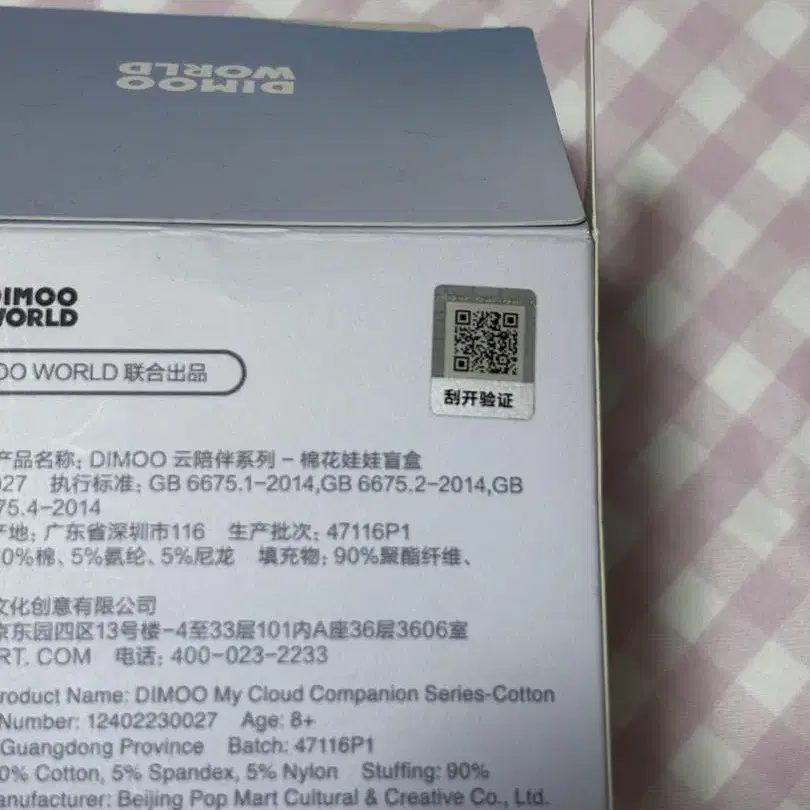 DIMOO
WORLD
DIMOO
WORLD
OO WORLD 联合出品
刮开验证
产品名称: DIMOO 云陪伴系列 - 棉花娃娃盲盒
027 执行标准: GB 6675.1-2014,GB 6675.2-2014,GB
75.4-2014
产地: 广东省深圳市116 生产批次: 47116P1
0%棉、5%氨纶、5%尼龙 填充物: 90%聚酯纤维、
文化创意有限公司
京东园四区13号楼-4至33层101内A座36层3606室
RT. COM 电话: 400-023-2233
roduct Name: DIMOO My Cloud Companion Series-Cotton
Number: 12402230027 Age: 8+
Guangdong Province Batch: 47116P1
0% Cotton, 5% Spandex, 5% Nylon Stuffing: 90%
anufacturer: Beijing Pop Mart Cultural & Creative Co., Ltd.